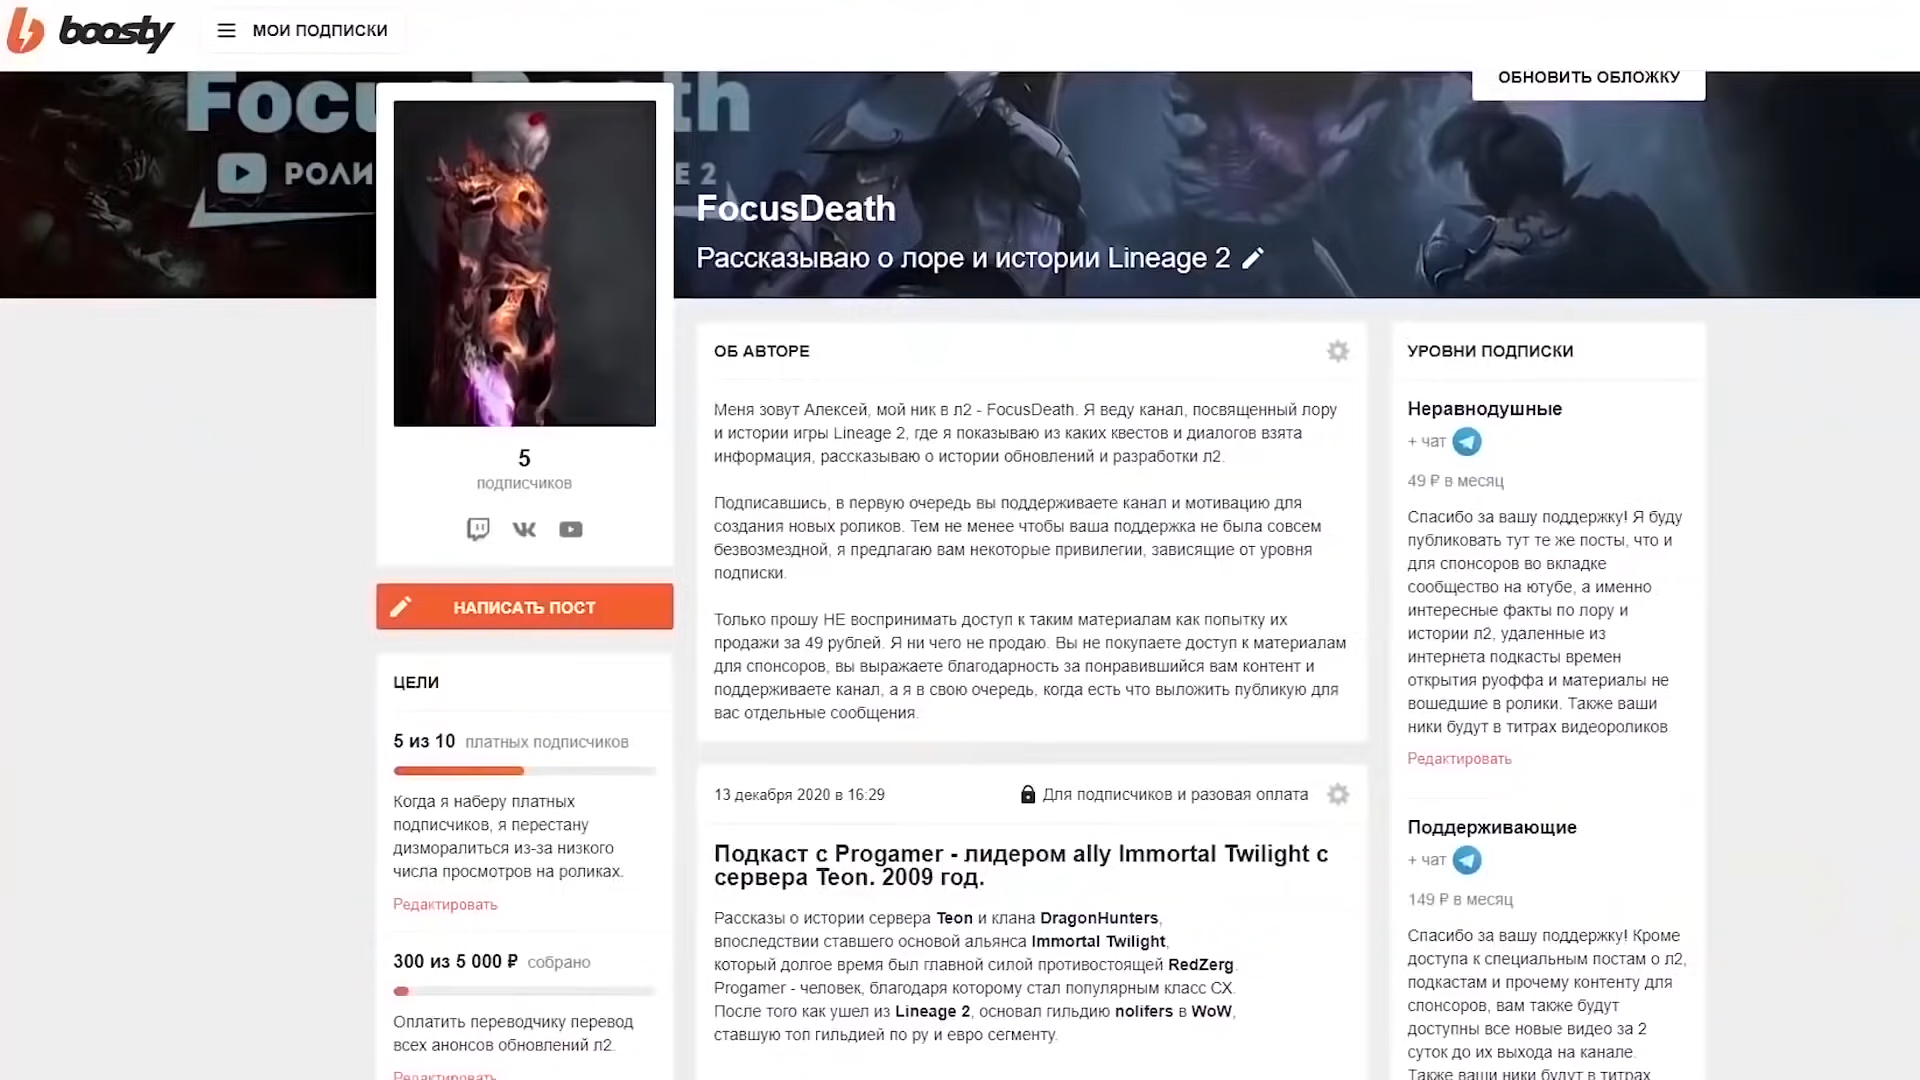 boosty
МОИ ПОДПИСКИ
ОБНОВИТЬ ОБЛОЖКУ
FocusDeath
Рассказываю о лоре и истории Lineage 2
5
подписчиков
НАПИСАТЬ ПОСТ
ЦЕЛИ
5 из 10 платных подписчиков
Когда я наберу платных
подписчиков, я перестану
дизморалиться из-за низкого
числа просмотров на роликах.
Редактировать
300 из 5 000 ₽ собрано
Оплатить переводчику перевод
всех анонсов обновлений л2.
Редактировать
ОБ АВТОРЕ
Меня зовут Алексей, мой ник в л2 - FocusDeath. Я веду канал, посвященный лору
и истории игры Lineage 2, где я показываю из каких квестов и диалогов взята
информация, рассказываю о истории обновлений и разработки л2.
Подписавшись, в первую очередь вы поддерживаете канал и мотивацию для
создания новых роликов. Тем не менее чтобы ваша поддержка не была совсем
безвозмездной, я предлагаю вам некоторые привилегии, зависящие от уровня
подписки.
Только прошу НЕ воспринимать доступ к таким материалам как попытку их
продажи за 49 рублей. Я ни чего не продаю. Вы не покупаете доступ к материалам
для спонсоров, вы выражаете благодарность за понравившийся вам контент и
поддерживаете канал, а я в свою очередь, когда есть что выложить публикую для
вас отдельные сообщения.
13 декабря 2020 в 16:29
Для подписчиков и разовая оплата
Подкаст с Progamer - лидером ally Immortal Twilight с
сервера Teon. 2009 год.
Рассказы о истории сервера Teon и клана DragonHunters,
впоследствии ставшего основой альянса Immortal Twilight,
который долгое время был главной силой противостоящей RedZerg.
Progamer - человек, благодаря которому стал популярным класс СХ.
После того как ушел из Lineage 2, основал гильдию nolifers в WoW,
ставшую топ гильдией по ру и евро сегменту.
УРОВНИ ПОДПИСКИ
Неравнодушные
+ чат
49 ₽ в месяц
Спасибо за вашу поддержку! Я буду
публиковать тут те же посты, что и
для спонсоров во вкладке
сообщество на ютубе, а именно
интересные факты по лору и
истории л2, удаленные из
интернета подкасты времен
открытия руоффа и материалы не
вошедшие в ролики. Также ваши
ники будут в титрах видеороликов
Редактировать
Поддерживающие
+ чат
149 ₽ в месяц
Спасибо за вашу поддержку! Кроме
доступа к специальным постам о л2,
подкастам и прочему контенту для
спонсоров, вам также будут
доступны все новые видео за 2
суток до их выхода на канале.
Также ваши ники будут в титрах